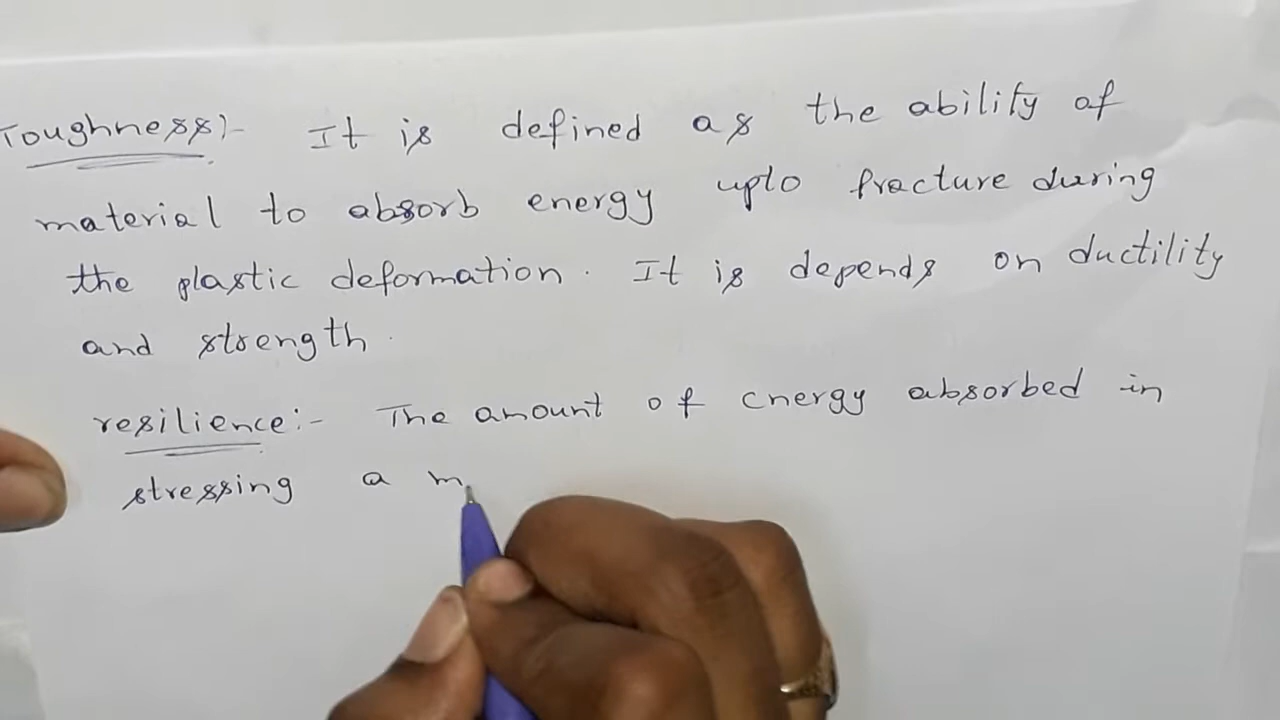 Toughness:- It is defined as the ability of
material to absorb energy upto fracture during
the plastic deformation. It is depends on ductility
and strength.
resilience:- The amount of energy absorbed in
stressing a m